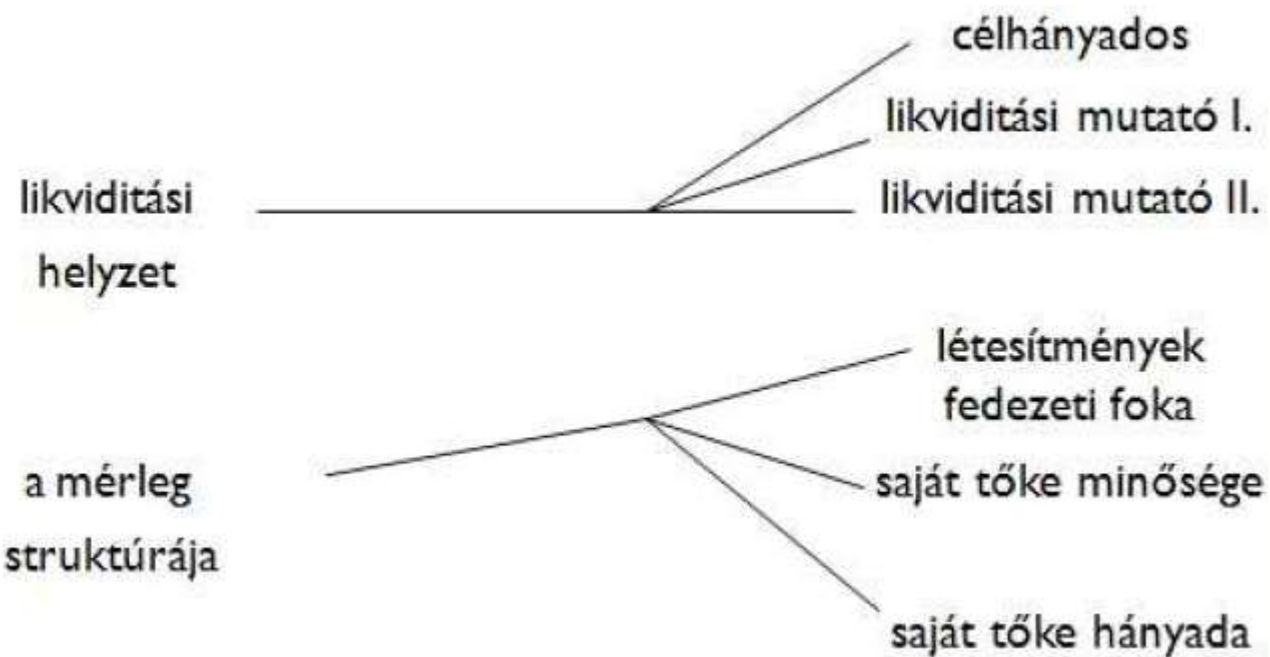 célhányados
likviditási mutató I.
likviditási
helyzet
likviditási mutató II.
létesítmények
fedezeti foka
a mérleg
struktúrája
saját tőke minősége
saját tőke hányada